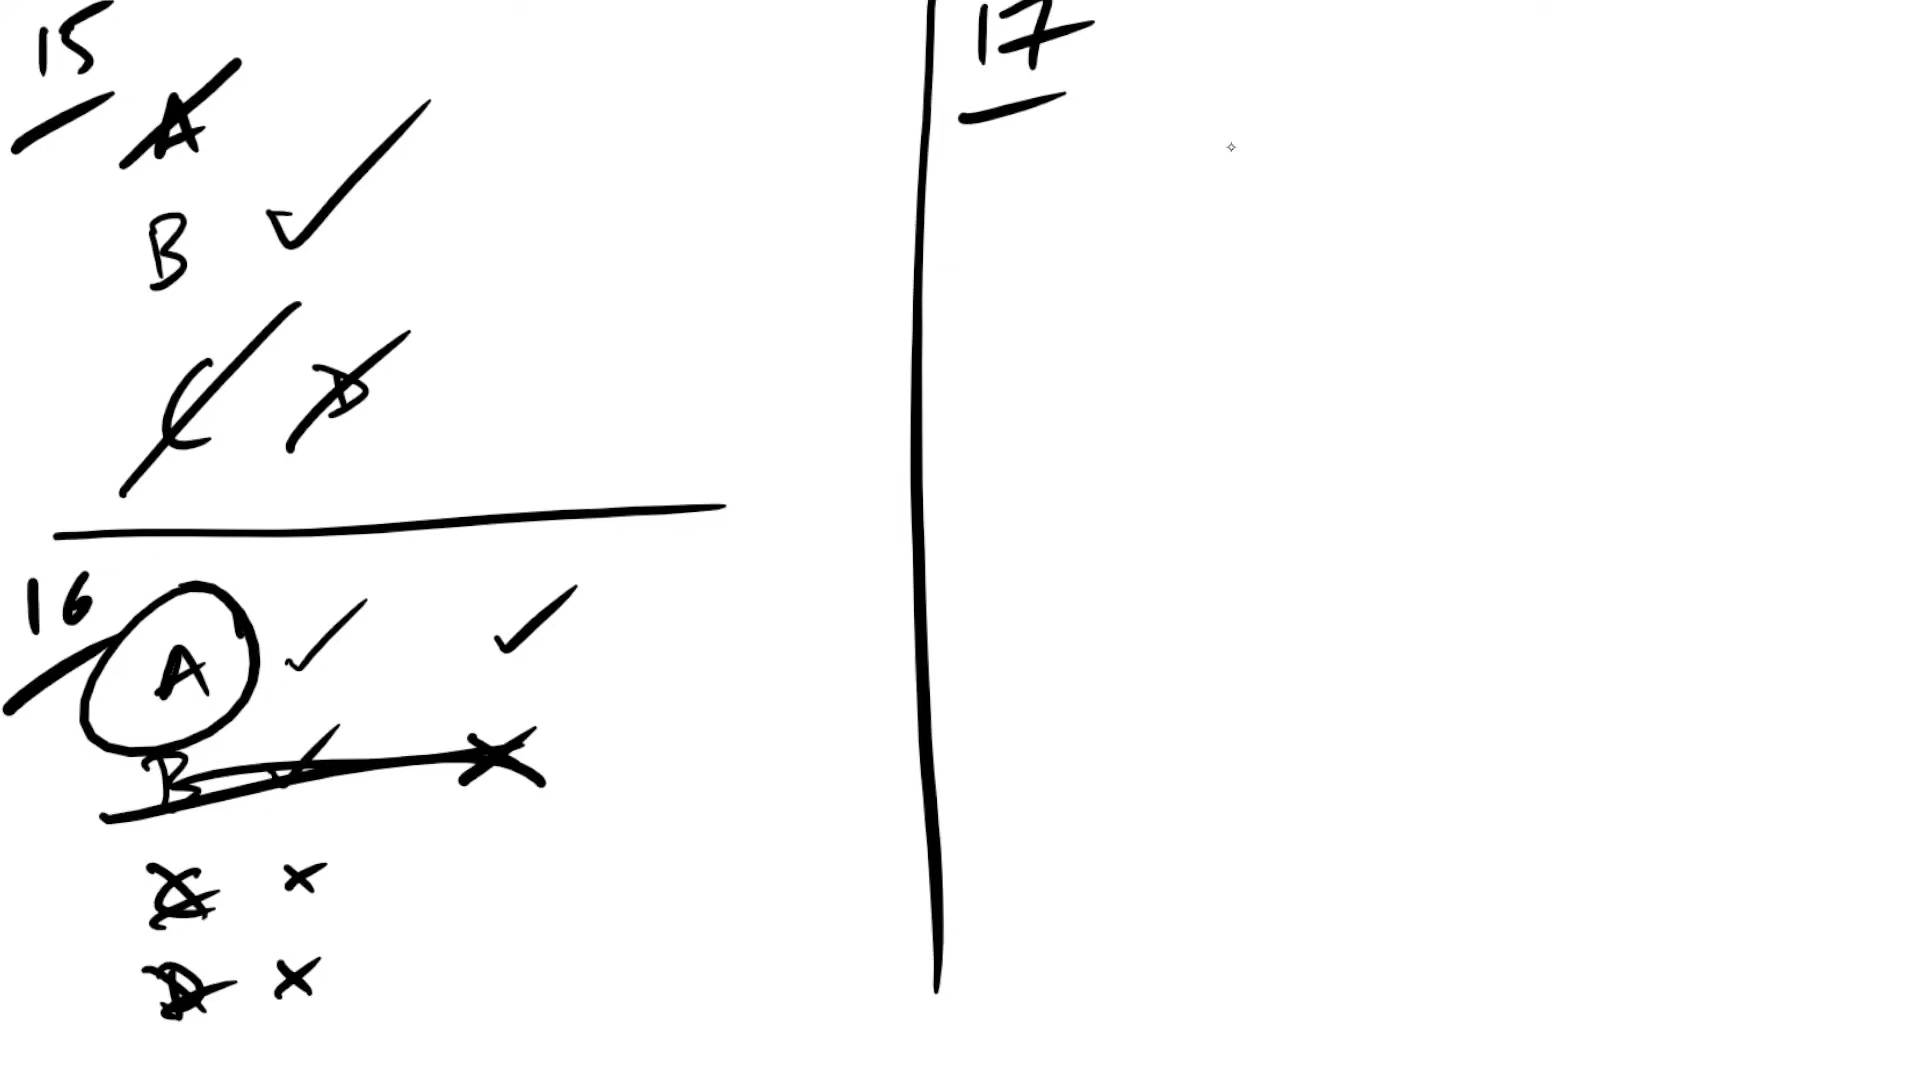 15
A
B ✓
C D
16
A ✓ ✓
B ✓ ×
C ×
D ×
17